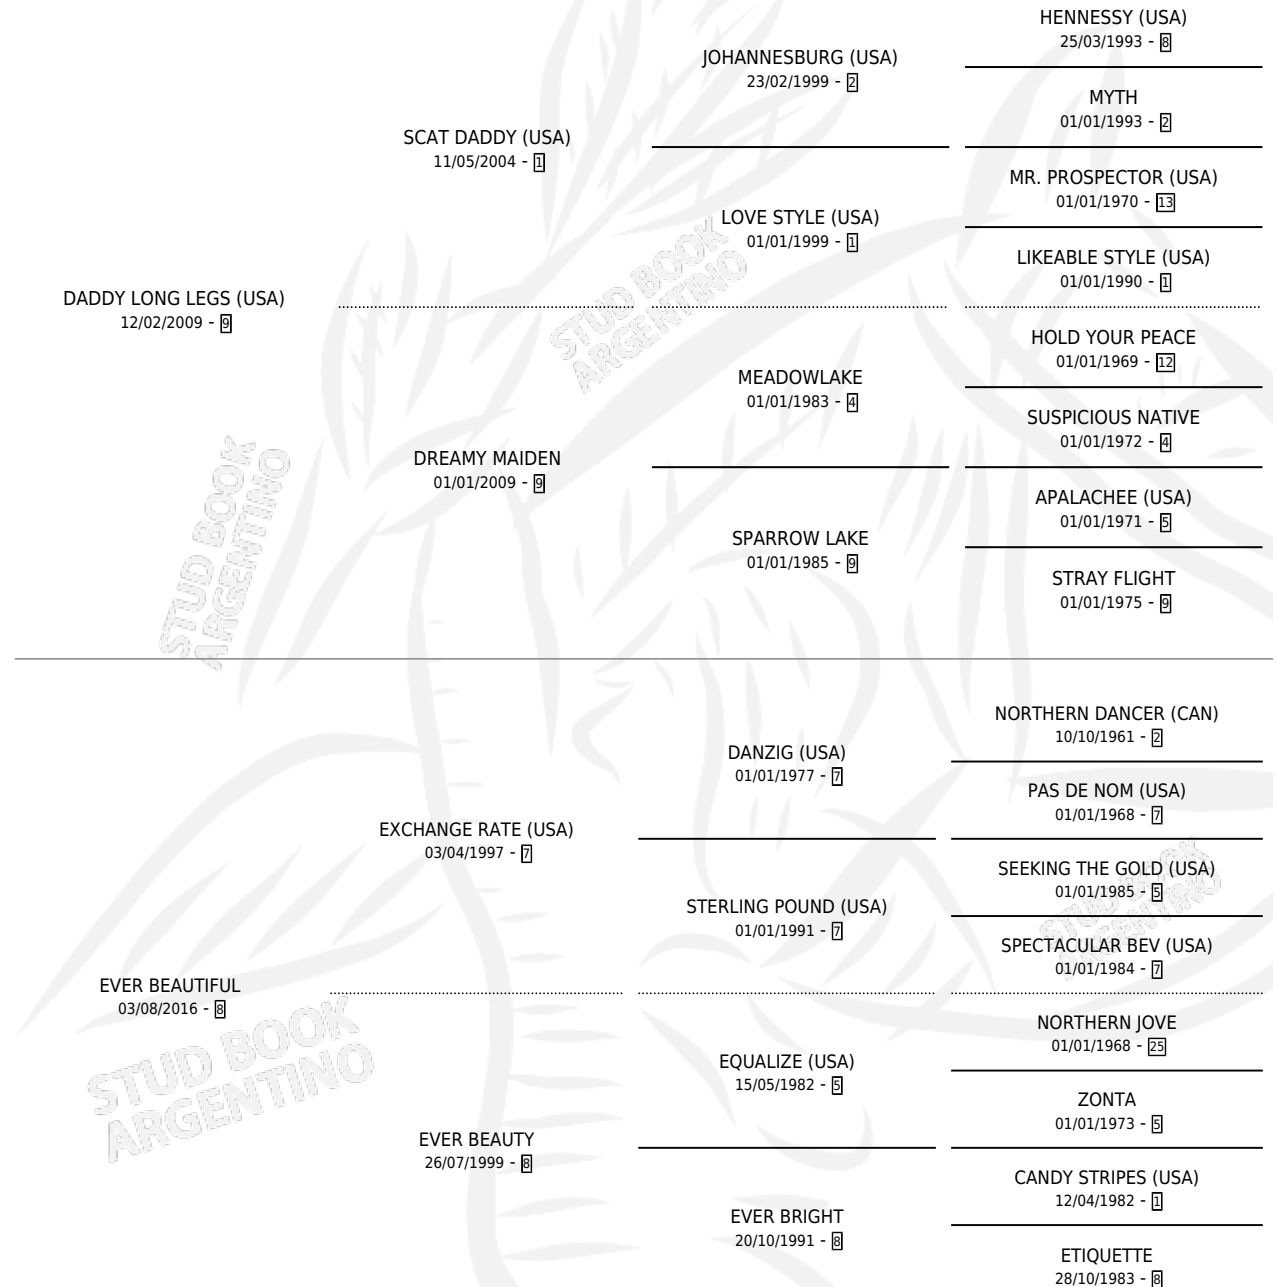 HENNESSY (USA)
25/03/1993 - 8
JOHANNESBURG (USA)
23/02/1999 - 2
MYTH
01/01/1993 - 2
SCAT DADDY (USA)
11/05/2004 - 1
MR. PROSPECTOR (USA)
01/01/1970 - 13
LOVE STYLE (USA)
01/01/1999 - 1
LIKEABLE STYLE (USA)
01/01/1990 - 1
DADDY LONG LEGS (USA)
12/02/2009 - 9
HOLD YOUR PEACE
01/01/1969 - 12
MEADOWLAKE
01/01/1983 - 4
SUSPICIOUS NATIVE
01/01/1972 - 4
DREAMY MAIDEN
01/01/2009 - 9
APALACHEE (USA)
01/01/1971 - 5
SPARROW LAKE
01/01/1985 - 9
STRAY FLIGHT
01/01/1975 - 9
STUD BOOK
ARGENTINO
STUD BOOK
ARGENTINO
NORTHERN DANCER (CAN)
10/10/1961 - 2
DANZIG (USA)
01/01/1977 - 7
PAS DE NOM (USA)
01/01/1968 - 7
EXCHANGE RATE (USA)
03/04/1997 - 7
SEEKING THE GOLD (USA)
01/01/1985 - 5
STERLING POUND (USA)
01/01/1991 - 7
SPECTACULAR BEV (USA)
01/01/1984 - 7
EVER BEAUTIFUL
03/08/2016 - 8
NORTHERN JOVE
01/01/1968 - 25
EQUALIZE (USA)
15/05/1982 - 5
ZONTA
01/01/1973 - 5
EVER BEAUTY
26/07/1999 - 8
CANDY STRIPES (USA)
12/04/1982 - 1
EVER BRIGHT
20/10/1991 - 8
ETIQUETTE
28/10/1983 - 8
STUD BOOK
ARGENTINO
STUD BOOK
ARGENTINO